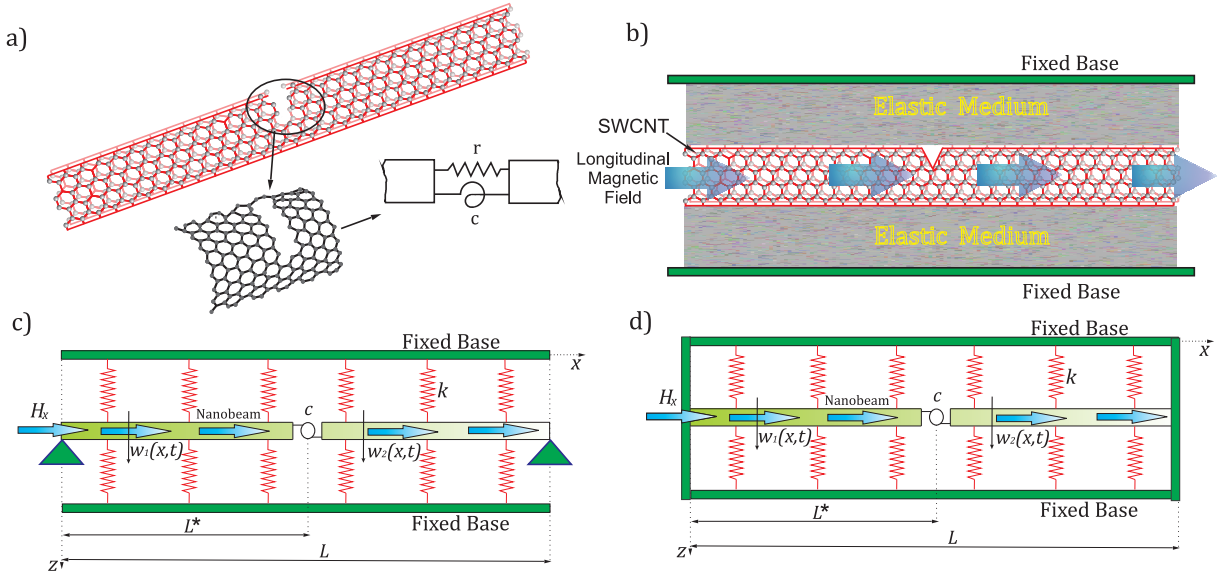 a)
r
c
b)
Fixed Base
Elastic Medium
SWCNT
Longitudinal
Magnetic
Field
Elastic Medium
Fixed Base
c)
Fixed Base
x
k
H_x
Nanobeam
c
w_1(x,t)
w_2(x,t)
Fixed Base
L*
L
z
d)
Fixed Base
x
k
H_x
Nanobeam
c
w_1(x,t)
w_2(x,t)
Fixed Base
L*
L
z